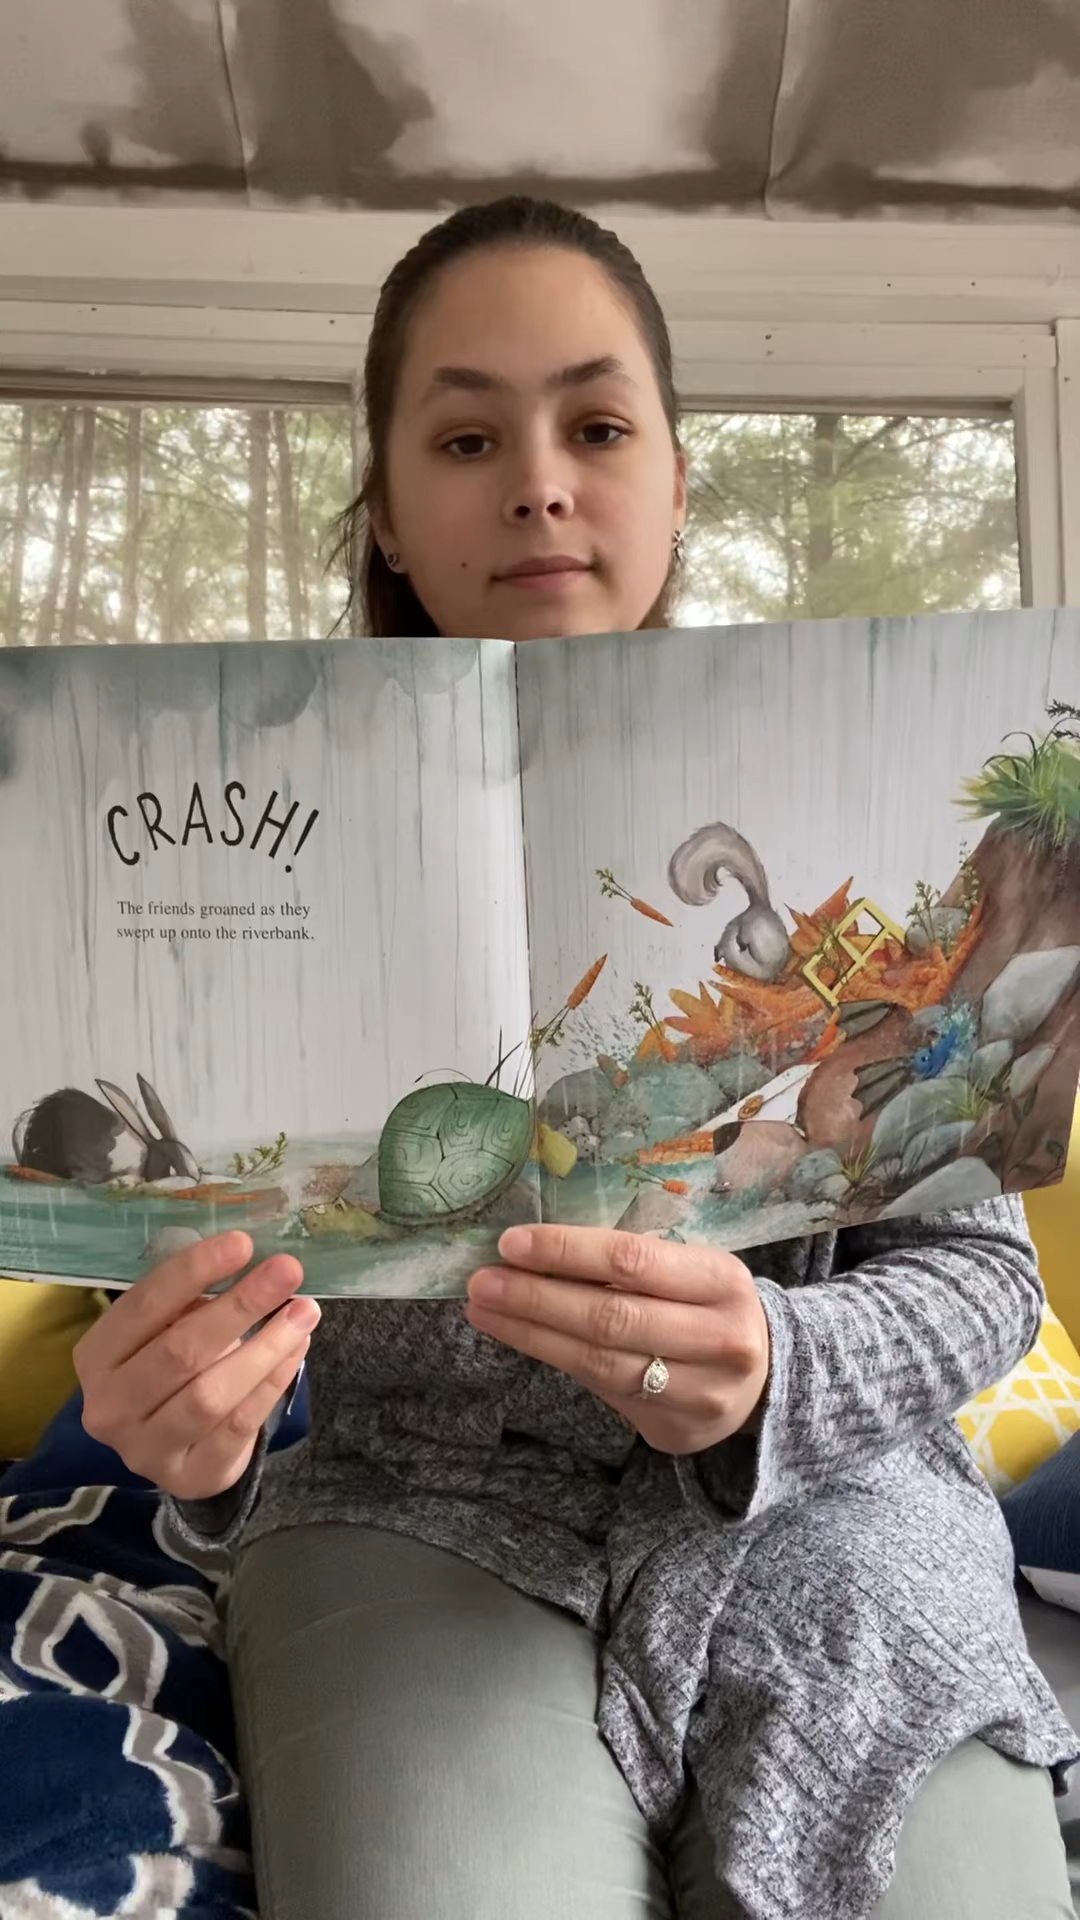 CRASH!
The friends groaned as they
swept up onto the riverbank.